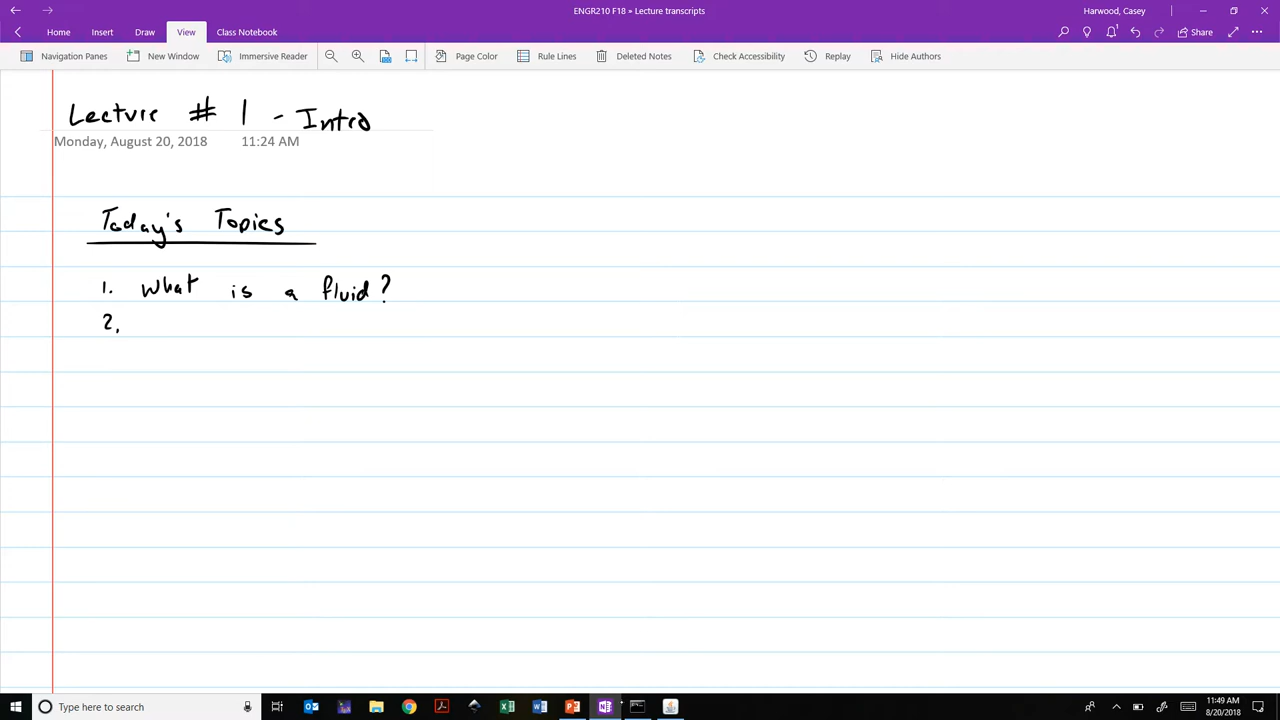 ENGR210 F18 » Lecture transcripts
Harwood, Casey
Home Insert Draw View Class Notebook
Share
Navigation Panes New Window Immersive Reader Page Color Rule Lines Deleted Notes Check Accessibility Replay Hide Authors
Lecture # 1 - Intro
Monday, August 20, 2018 11:24 AM
Today's Topics
1. What is a fluid?
2.
Type here to search
11:49 AM
8/20/2018